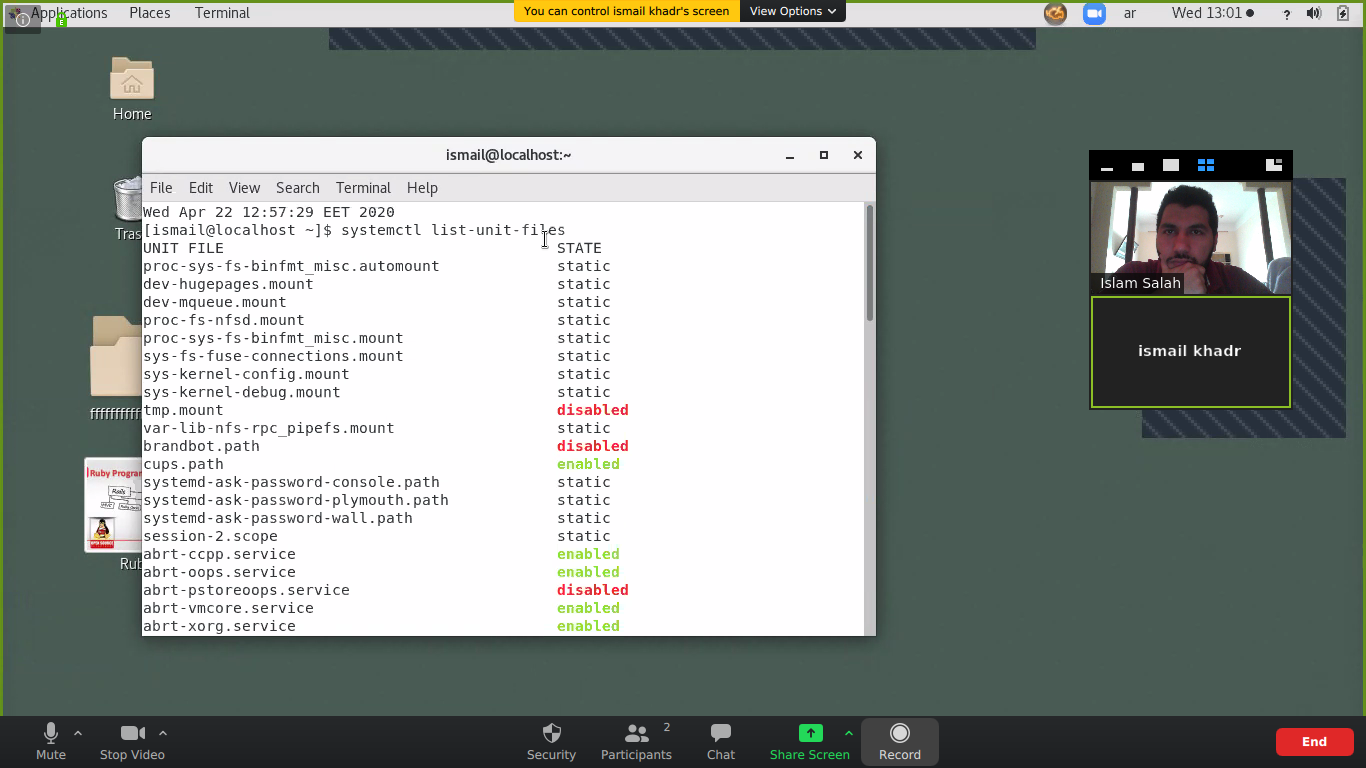 Applications Places Terminal
You can control ismail khadr's screen View Options
ar Wed 13:01
Home
ismail@localhost:~
File Edit View Search Terminal Help
Wed Apr 22 12:57:29 EET 2020
[ismail@localhost ~]$ systemctl list-unit-files
UNIT FILE STATE
proc-sys-fs-binfmt_misc.automount static
dev-hugepages.mount static
dev-mqueue.mount static
proc-fs-nfsd.mount static
proc-sys-fs-binfmt_misc.mount static
sys-fs-fuse-connections.mount static
sys-kernel-config.mount static
sys-kernel-debug.mount static
tmp.mount disabled
var-lib-nfs-rpc_pipefs.mount static
brandbot.path disabled
cups.path enabled
systemd-ask-password-console.path static
systemd-ask-password-plymouth.path static
systemd-ask-password-wall.path static
session-2.scope static
abrt-ccpp.service enabled
abrt-oops.service enabled
abrt-pstoreoops.service disabled
abrt-vmcore.service enabled
abrt-xorg.service enabled
Tras
Ruby Program
Rub
Islam Salah
ismail khadr
Mute Stop Video Security Participants 2 Chat Share Screen Record End